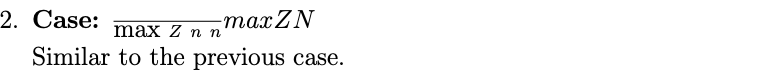 2. Case: max Z n n maxZN
Similar to the previous case.